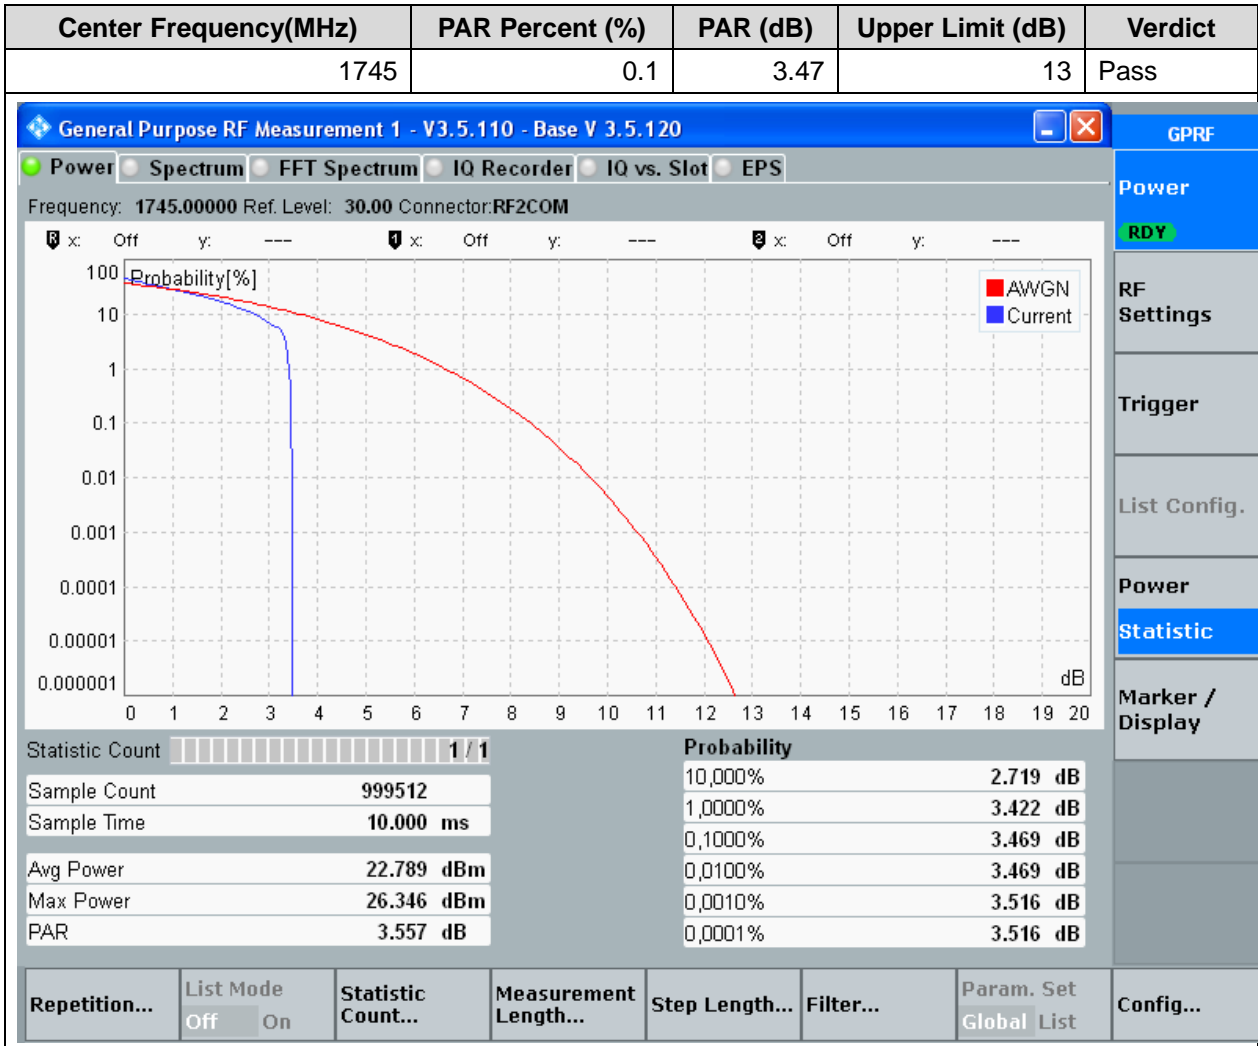 Center Frequency(MHz) PAR Percent (%) PAR (dB) Upper Limit (dB) Verdict
1745 0.1 3.47 13 Pass
General Purpose RF Measurement 1 - V3.5.110 - Base V 3.5.120
GPRF
Power Spectrum FFT Spectrum IQ Recorder IQ vs. Slot EPS
Frequency: 1745.00000 Ref. Level: 30.00 Connector:RF2COM
R x: Off y: --- 1 x: Off y: --- 2 x: Off y: ---
Probability[%]
AWGN
Current
100
10
1
0.1
0.01
0.001
0.0001
0.00001
0.000001
dB
0 1 2 3 4 5 6 7 8 9 10 11 12 13 14 15 16 17 18 19 20
Statistic Count 1 / 1
Sample Count 999512
Sample Time 10.000 ms
Avg Power 22.789 dBm
Max Power 26.346 dBm
PAR 3.557 dB
Probability
10,000% 2.719 dB
1,0000% 3.422 dB
0,1000% 3.469 dB
0,0100% 3.469 dB
0,0010% 3.516 dB
0,0001% 3.516 dB
Power
RDY
RF
Settings
Trigger
List Config.
Power
Statistic
Marker /
Display
Repetition...
List Mode
Off On
Statistic
Count...
Measurement
Length...
Step Length...
Filter...
Param. Set
Global List
Config...